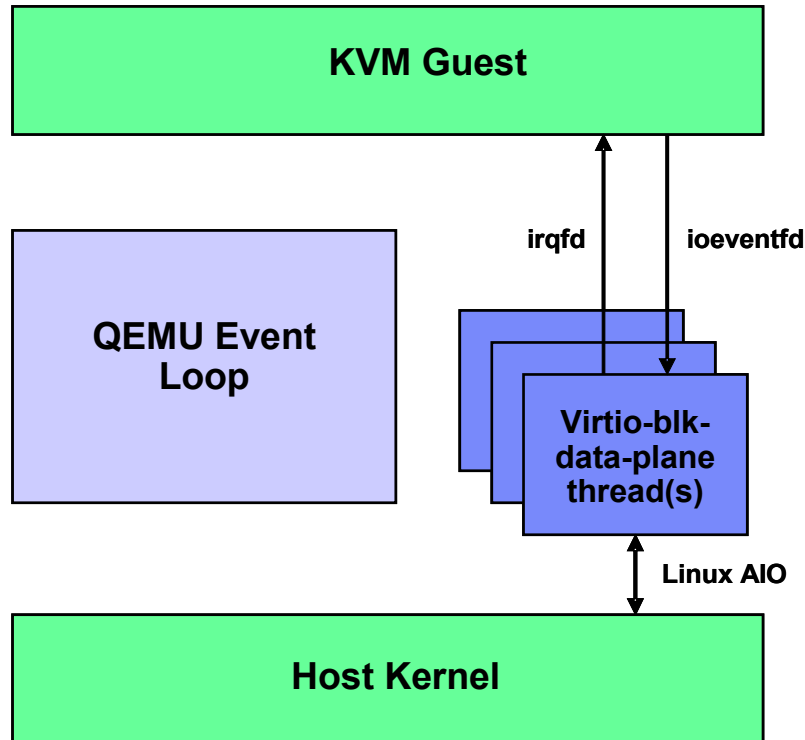 KVM Guest
irqfd
ioeventfd
QEMU Event
Loop
Virtio-blk-
data-plane
thread(s)
Linux AIO
Host Kernel